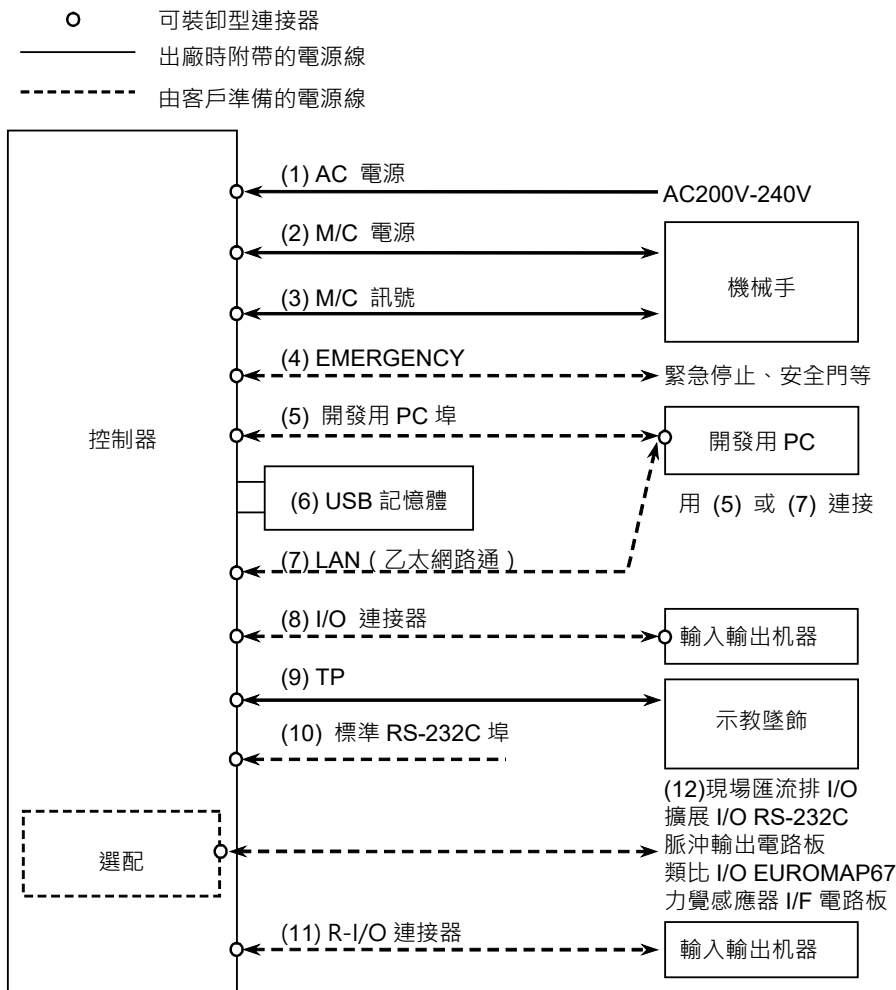 可裝卸型連接器
出廠時附帶的電源線
由客戶準備的電源線
(1) AC 電源
AC200V-240V
(2) M/C 電源
機械手
(3) M/C 訊號
(4) EMERGENCY
緊急停止、安全門等
(5) 開發用 PC 埠
控制器
開發用 PC
(6) USB 記憶體
用 (5) 或 (7) 連接
(7) LAN ( 乙太網路通 )
(8) I/O 連接器
輸入輸出机器
(9) TP
示教墜飾
(10) 標準 RS-232C 埠
(12)現場匯流排 I/O
擴展 I/O RS-232C
脈沖輸出電路板
選配
類比 I/O EUROMAP67
力覺感應器 I/F 電路板
(11) R-I/O 連接器
輸入輸出机器